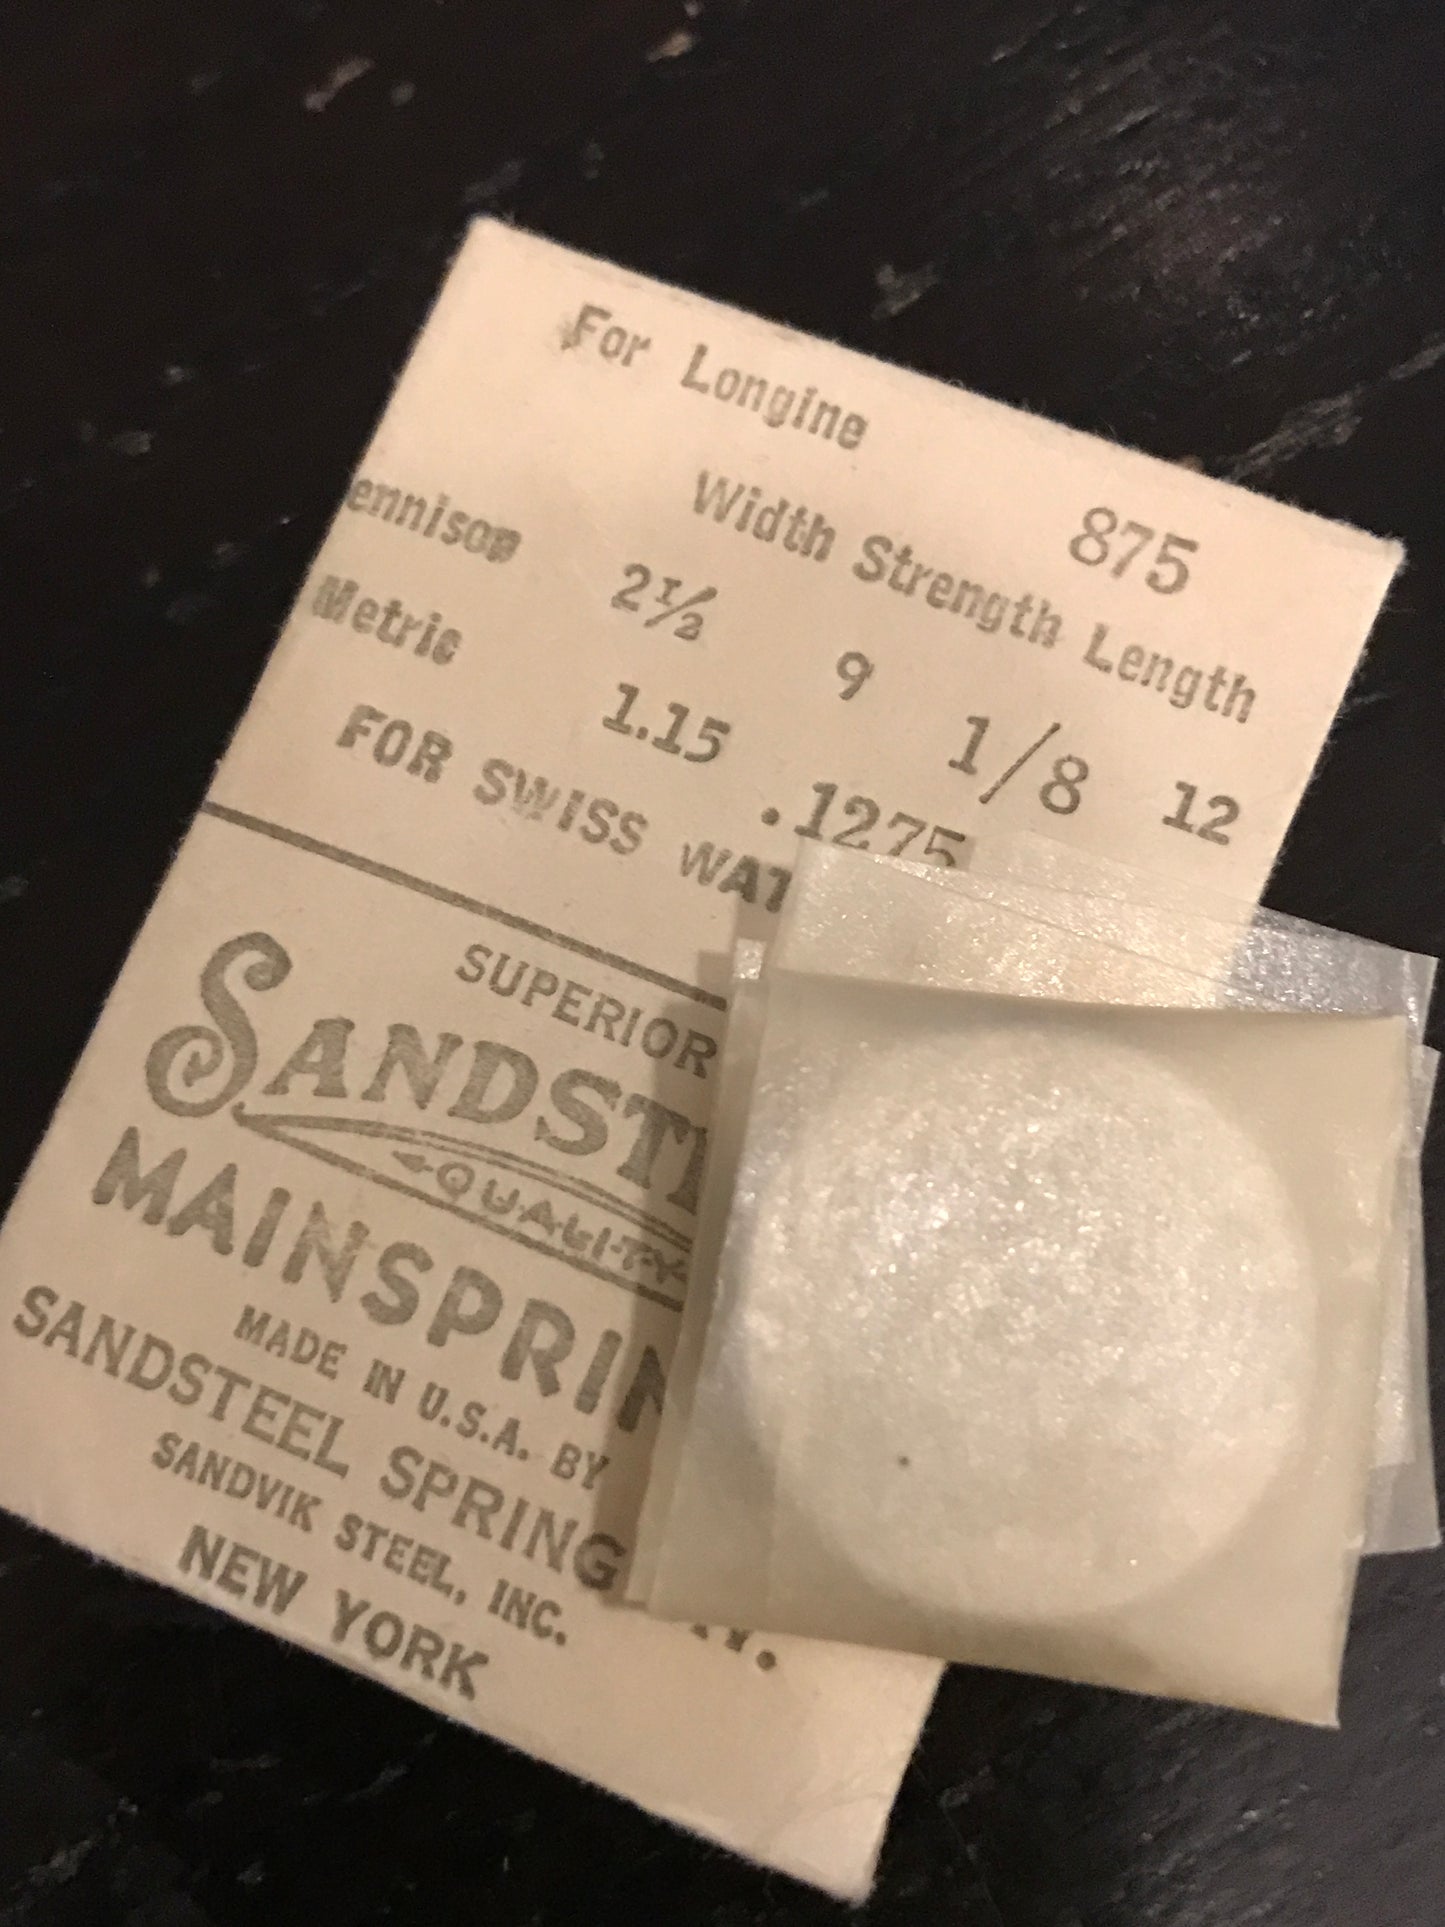 For Longine
875
Width Strength Length
ennison 2½ 9 1/8 12
Metric 1.15 .1275
FOR SWISS WAT
SUPERIOR
SANDSTE
QUALITY
MAINSPRIN
MADE IN U.S.A. BY
SANDSTEEL SPRING
SANDVIK STEEL, INC.
NEW YORK